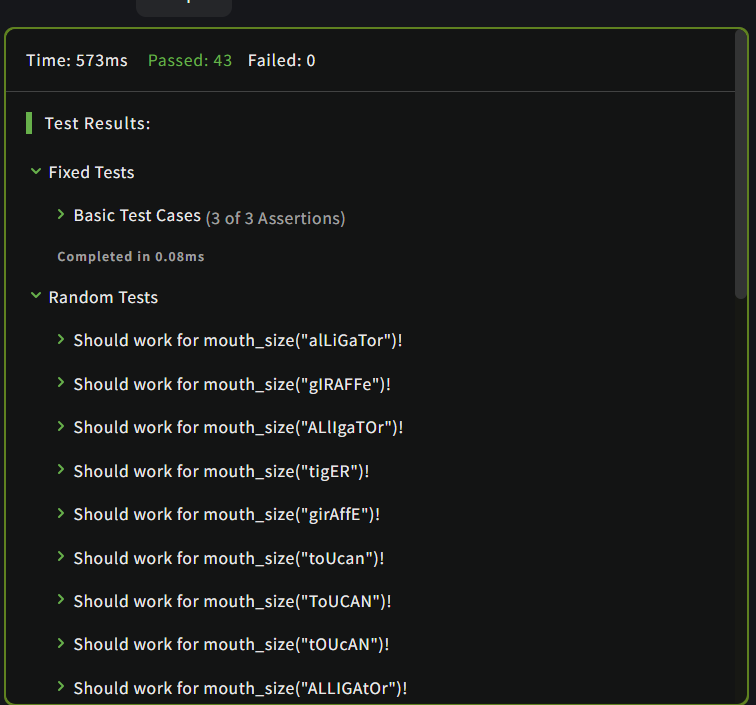 Time: 573ms Passed: 43 Failed: 0
Test Results:
Fixed Tests
Basic Test Cases (3 of 3 Assertions)
Completed in 0.08ms
Random Tests
Should work for mouth_size("alLiGaTor")!
Should work for mouth_size("gIRAFFe")!
Should work for mouth_size("ALlIgaTOr")!
Should work for mouth_size("tigER")!
Should work for mouth_size("girAffE")!
Should work for mouth_size("toUcan")!
Should work for mouth_size("ToUCAN")!
Should work for mouth_size("tOUcAN")!
Should work for mouth_size("ALLIGAtOr")!